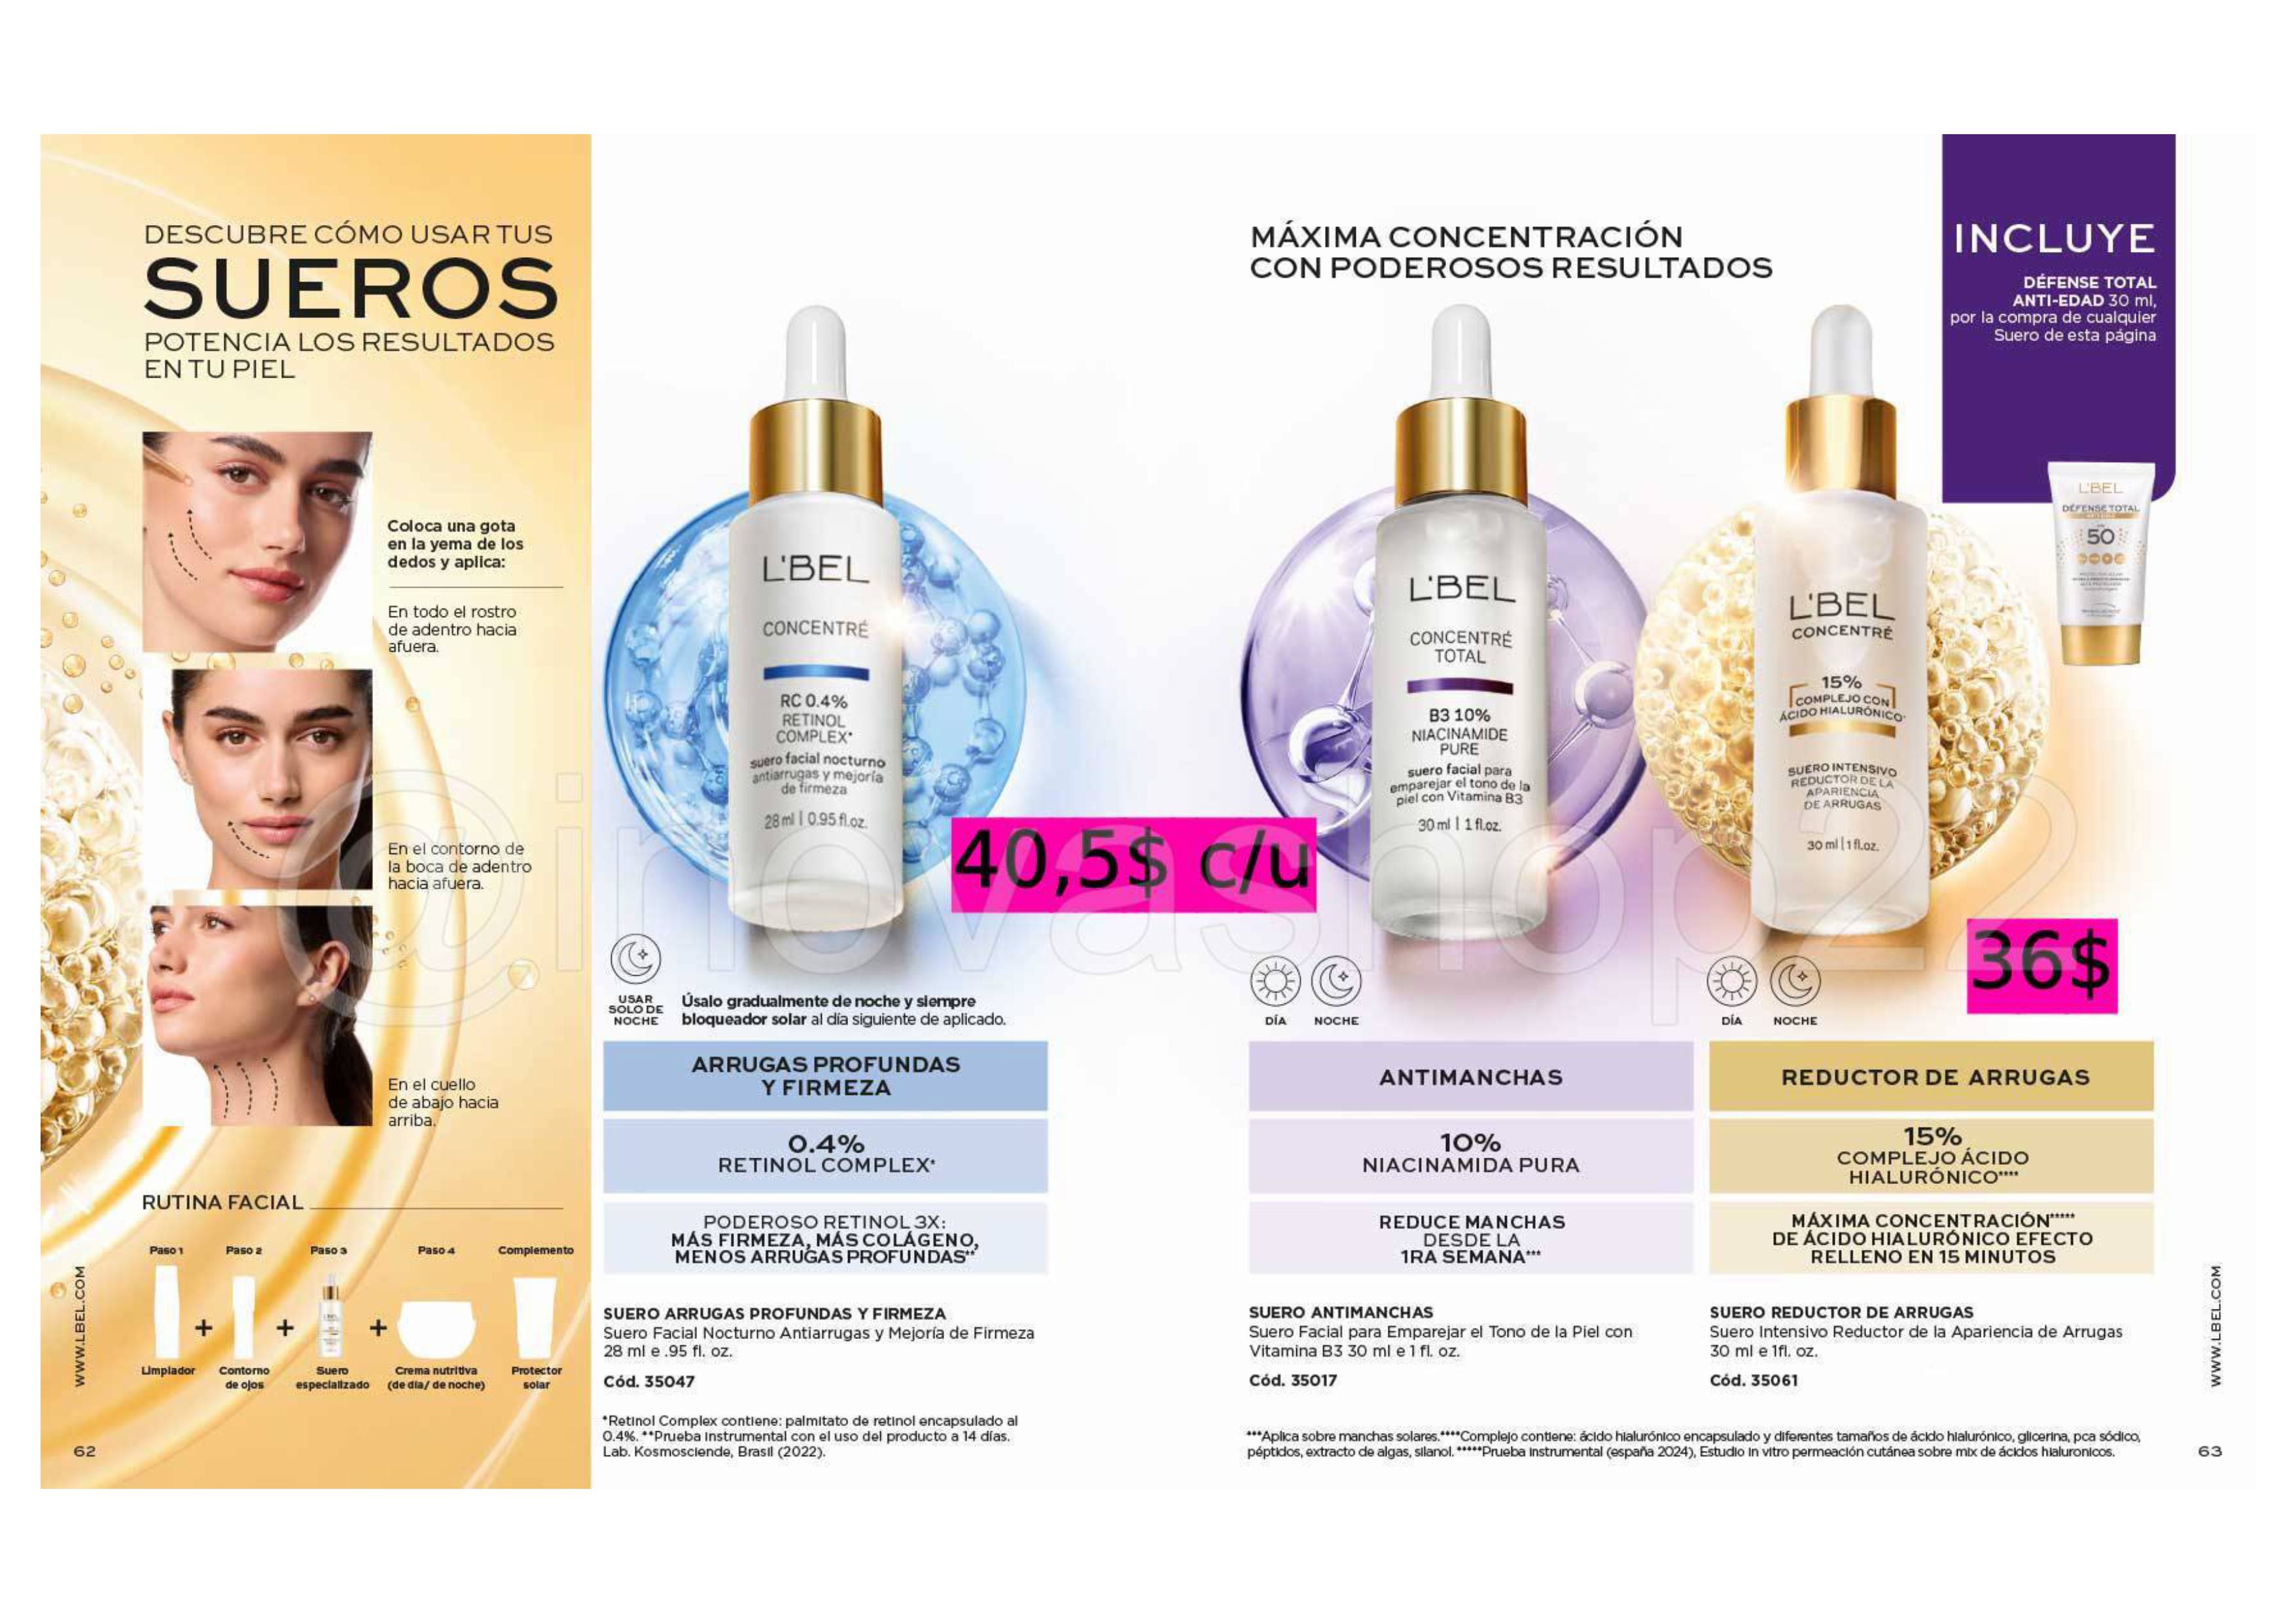 DESCUBRE CÓMO USAR TUS
SUEROS
POTENCIA LOS RESULTADOS
EN TU PIEL
Coloca una gota
en la yema de los
dedos y aplica:
En todo el rostro
de adentro hacia
afuera.
En el contorno de
la boca de adentro
hacia afuera.
En el cuello
de abajo hacia
arriba.
RUTINA FACIAL
Paso 1
Paso 2
Paso 3
Paso 4
Complemento
+
+
+
Limpiador
Contorno
de ojos
Suero
especializado
Crema nutritiva
(de día/ de noche)
Protector
solar
WWW.LBEL.COM
62
L'BEL
CONCENTRÉ
RC 0.4%
RETINOL
COMPLEX*
suero facial nocturno
antiarrugas y mejoría
de firmeza
28 ml | 0.95 fl.oz.
40,5$ c/u
USAR
SOLO DE
NOCHE
Úsalo gradualmente de noche y siempre
bloqueador solar al día siguiente de aplicado.
ARRUGAS PROFUNDAS
Y FIRMEZA
0.4%
RETINOL COMPLEX*
PODEROSO RETINOL 3X:
MÁS FIRMEZA, MÁS COLÁGENO,
MENOS ARRUGAS PROFUNDAS**
SUERO ARRUGAS PROFUNDAS Y FIRMEZA
Suero Facial Nocturno Antiarrugas y Mejoría de Firmeza
28 ml e .95 fl. oz.
Cód. 35047
*Retinol Complex contiene: palmitato de retinol encapsulado al
0.4%. **Prueba instrumental con el uso del producto a 14 días.
Lab. Kosmosciende, Brasil (2022).
MÁXIMA CONCENTRACIÓN
CON PODEROSOS RESULTADOS
L'BEL
CONCENTRÉ
TOTAL
B3 10%
NIACINAMIDE
PURE
suero facial para
emparejar el tono de la
piel con Vitamina B3
30 ml | 1 fl.oz.
DÍA
NOCHE
ANTIMANCHAS
10%
NIACINAMIDA PURA
REDUCE MANCHAS
DESDE LA
1RA SEMANA***
SUERO ANTIMANCHAS
Suero Facial para Emparejar el Tono de la Piel con
Vitamina B3 30 ml e 1 fl. oz.
Cód. 35017
L'BEL
CONCENTRÉ
15%
COMPLEJO CON
ÁCIDO HIALURÓNICO*
SUERO INTENSIVO
REDUCTOR DE LA
APARIENCIA
DE ARRUGAS
30 ml | 1 fl.oz.
36$
DÍA
NOCHE
REDUCTOR DE ARRUGAS
15%
COMPLEJO ÁCIDO
HIALURÓNICO****
MÁXIMA CONCENTRACIÓN*****
DE ÁCIDO HIALURÓNICO EFECTO
RELLENO EN 15 MINUTOS
SUERO REDUCTOR DE ARRUGAS
Suero Intensivo Reductor de la Apariencia de Arrugas
30 ml e 1fl. oz.
Cód. 35061
***Aplica sobre manchas solares.****Complejo contiene: ácido hialurónico encapsulado y diferentes tamaños de ácido hialurónico, glicerina, pca sódico,
péptidos, extracto de algas, silanol. *****Prueba instrumental (españa 2024), Estudio in vitro permeación cutánea sobre mix de ácidos hialuronicos.
INCLUYE
DÉFENSE TOTAL
ANTI-EDAD 30 ml,
por la compra de cualquier
Suero de esta página
L'BEL
DÉFENSE TOTAL
50
WWW.LBEL.COM
63
@inovashop22